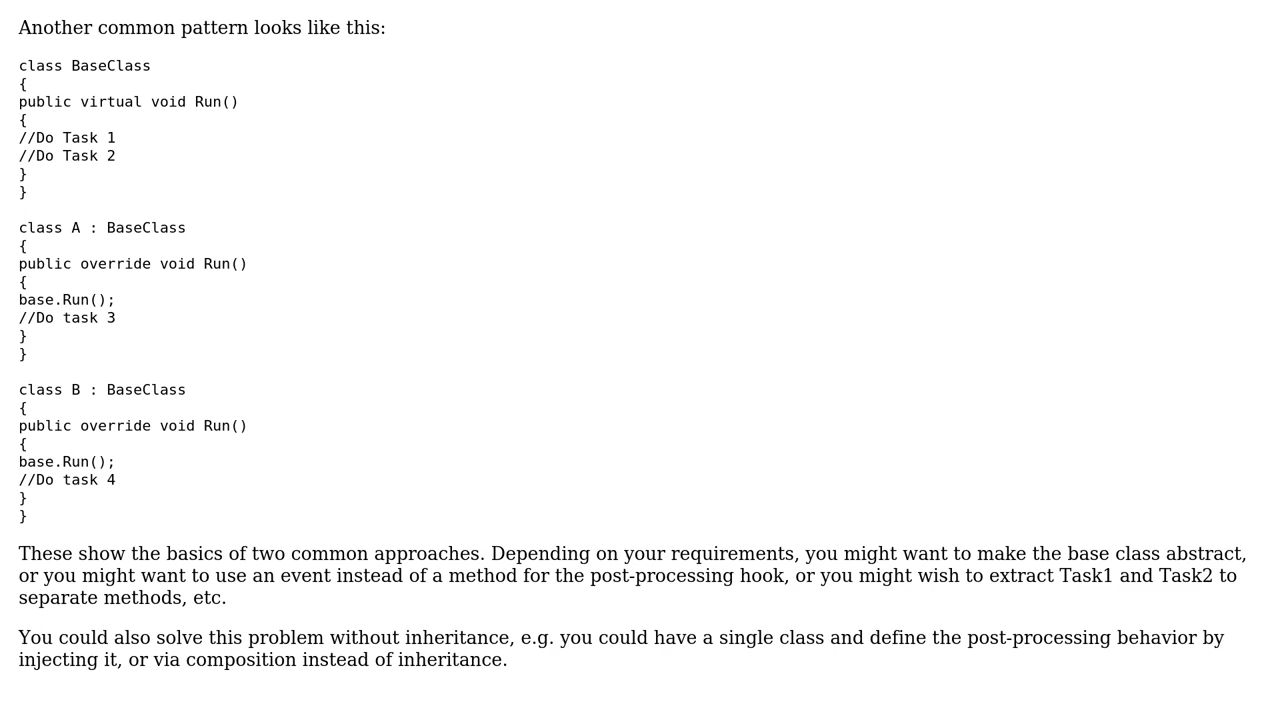 Another common pattern looks like this:
class BaseClass
{
public virtual void Run()
{
//Do Task 1
//Do Task 2
}
}
class A : BaseClass
{
public override void Run()
{
base.Run();
//Do task 3
}
}
class B : BaseClass
{
public override void Run()
{
base.Run();
//Do task 4
}
}
These show the basics of two common approaches. Depending on your requirements, you might want to make the base class abstract,
or you might want to use an event instead of a method for the post-processing hook, or you might wish to extract Task1 and Task2 to
separate methods, etc.
You could also solve this problem without inheritance, e.g. you could have a single class and define the post-processing behavior by
injecting it, or via composition instead of inheritance.